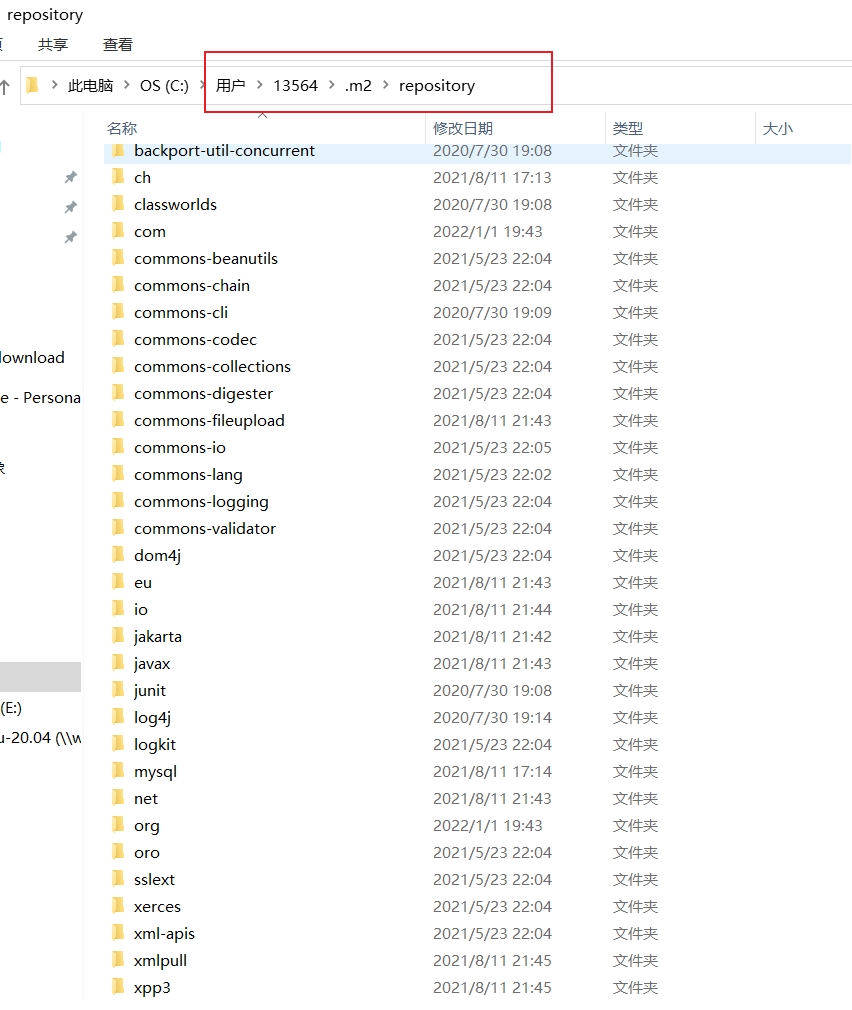 repository
共享 查看
此电脑 OS (C:) 用户 13564 .m2 repository
名称 修改日期 类型 大小
backport-util-concurrent 2020/7/30 19:08 文件夹
ch 2021/8/11 17:13 文件夹
classworlds 2020/7/30 19:08 文件夹
com 2022/1/1 19:43 文件夹
commons-beanutils 2021/5/23 22:04 文件夹
commons-chain 2021/5/23 22:04 文件夹
commons-cli 2020/7/30 19:09 文件夹
commons-codec 2021/5/23 22:04 文件夹
lownload
commons-collections 2021/5/23 22:04 文件夹
commons-digester 2021/5/23 22:04 文件夹
e - Persona
commons-fileupload 2021/8/11 21:43 文件夹
commons-io 2021/5/23 22:05 文件夹
commons-lang 2021/5/23 22:02 文件夹
commons-logging 2021/5/23 22:04 文件夹
commons-validator 2021/5/23 22:04 文件夹
dom4j 2021/5/23 22:04 文件夹
eu 2021/8/11 21:43 文件夹
io 2021/8/11 21:44 文件夹
jakarta 2021/8/11 21:42 文件夹
javax 2021/8/11 21:43 文件夹
junit 2020/7/30 19:08 文件夹
(E:)
log4j 2020/7/30 19:14 文件夹
u-20.04 (\\w
logkit 2021/5/23 22:04 文件夹
mysql 2021/8/11 17:14 文件夹
net 2021/8/11 21:43 文件夹
org 2022/1/1 19:43 文件夹
oro 2021/5/23 22:04 文件夹
sslext 2021/5/23 22:04 文件夹
xerces 2021/5/23 22:04 文件夹
xml-apis 2021/5/23 22:04 文件夹
xmlpull 2021/8/11 21:45 文件夹
xpp3 2021/8/11 21:45 文件夹